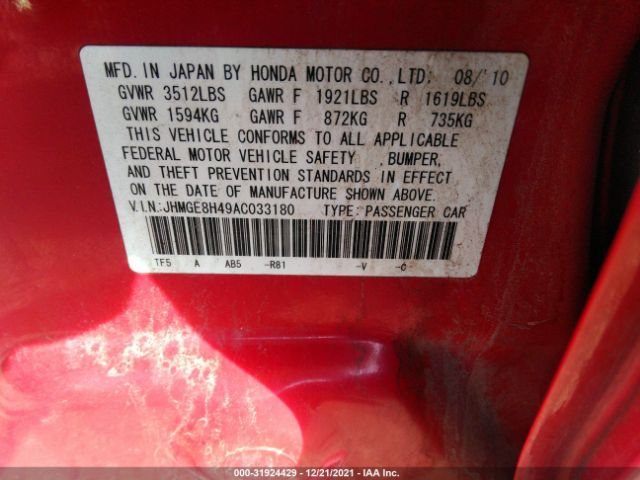 MFD. IN JAPAN BY HONDA MOTOR CO.,LTD: 08/'10
GVWR 3512LBS GAWR F 1921LBS R 1619LBS
GVWR 1594KG GAWR F 872KG R 735KG
THIS VEHICLE CONFORMS TO ALL APPLICABLE
FEDERAL MOTOR VEHICLE SAFETY ,BUMPER,
AND THEFT PREVENTION STANDARDS IN EFFECT
ON THE DATE OF MANUFACTURE SHOWN ABOVE.
V.I.N:JHMGE8H49AC033180 TYPE: PASSENGER CAR
TF5 A AB5 -R81 -V -C
000-31924429 - 12/21/2021 - IAA Inc.